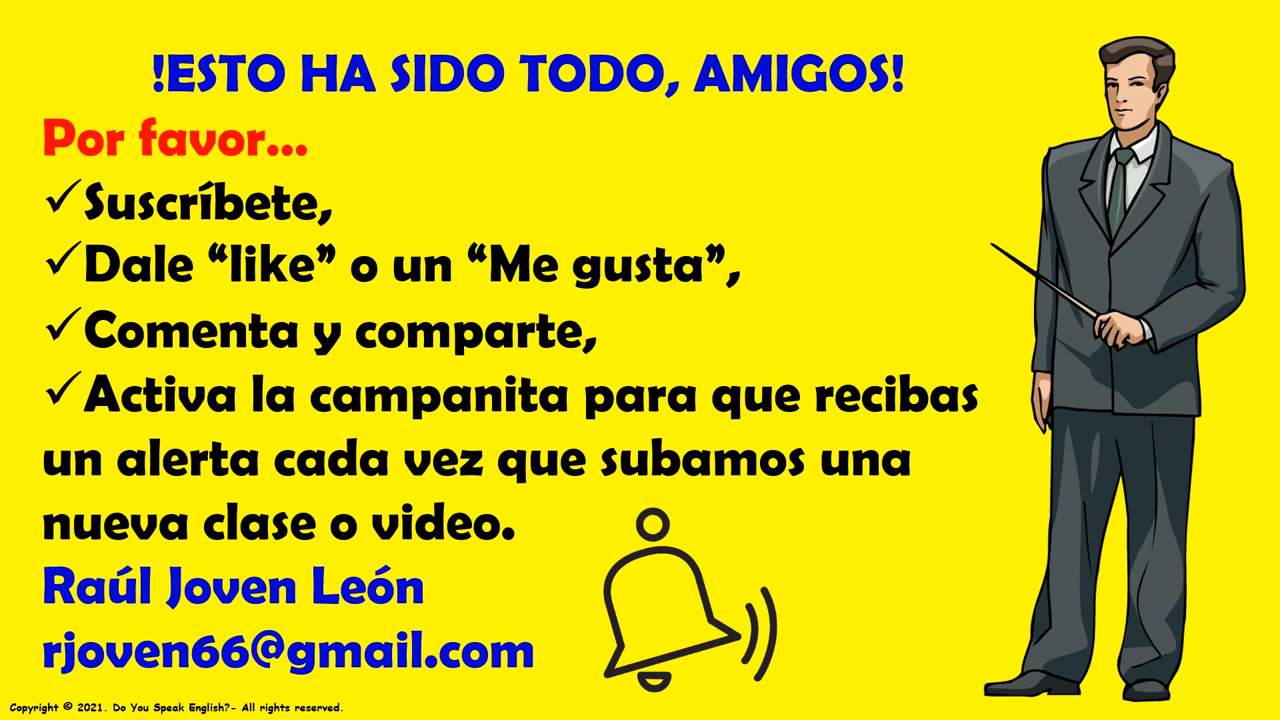 !ESTO HA SIDO TODO, AMIGOS!
Por favor...
✓Suscríbete,
✓Dale “like” o un “Me gusta”,
✓Comenta y comparte,
✓Activa la campanita para que recibas
un alerta cada vez que subamos una
nueva clase o video.
Raúl Joven León
rjoven66@gmail.com
Copyright © 2021. Do You Speak English?- All rights reserved.